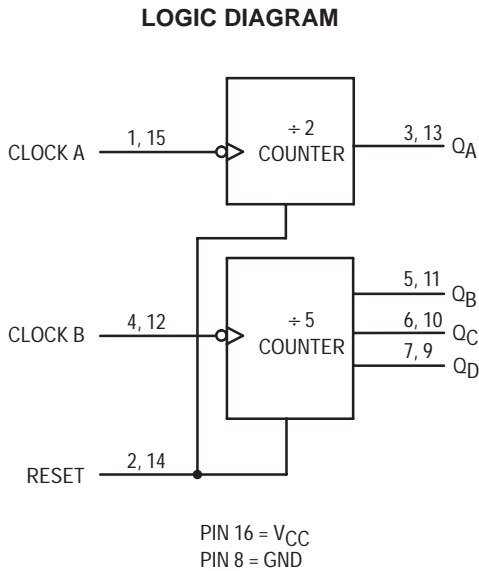 LOGIC DIAGRAM
CLOCK A
1, 15
÷ 2
COUNTER
3, 13
QA
CLOCK B
4, 12
÷ 5
COUNTER
5, 11
QB
6, 10
QC
7, 9
QD
RESET
2, 14
PIN 16 = VCC
PIN 8 = GND